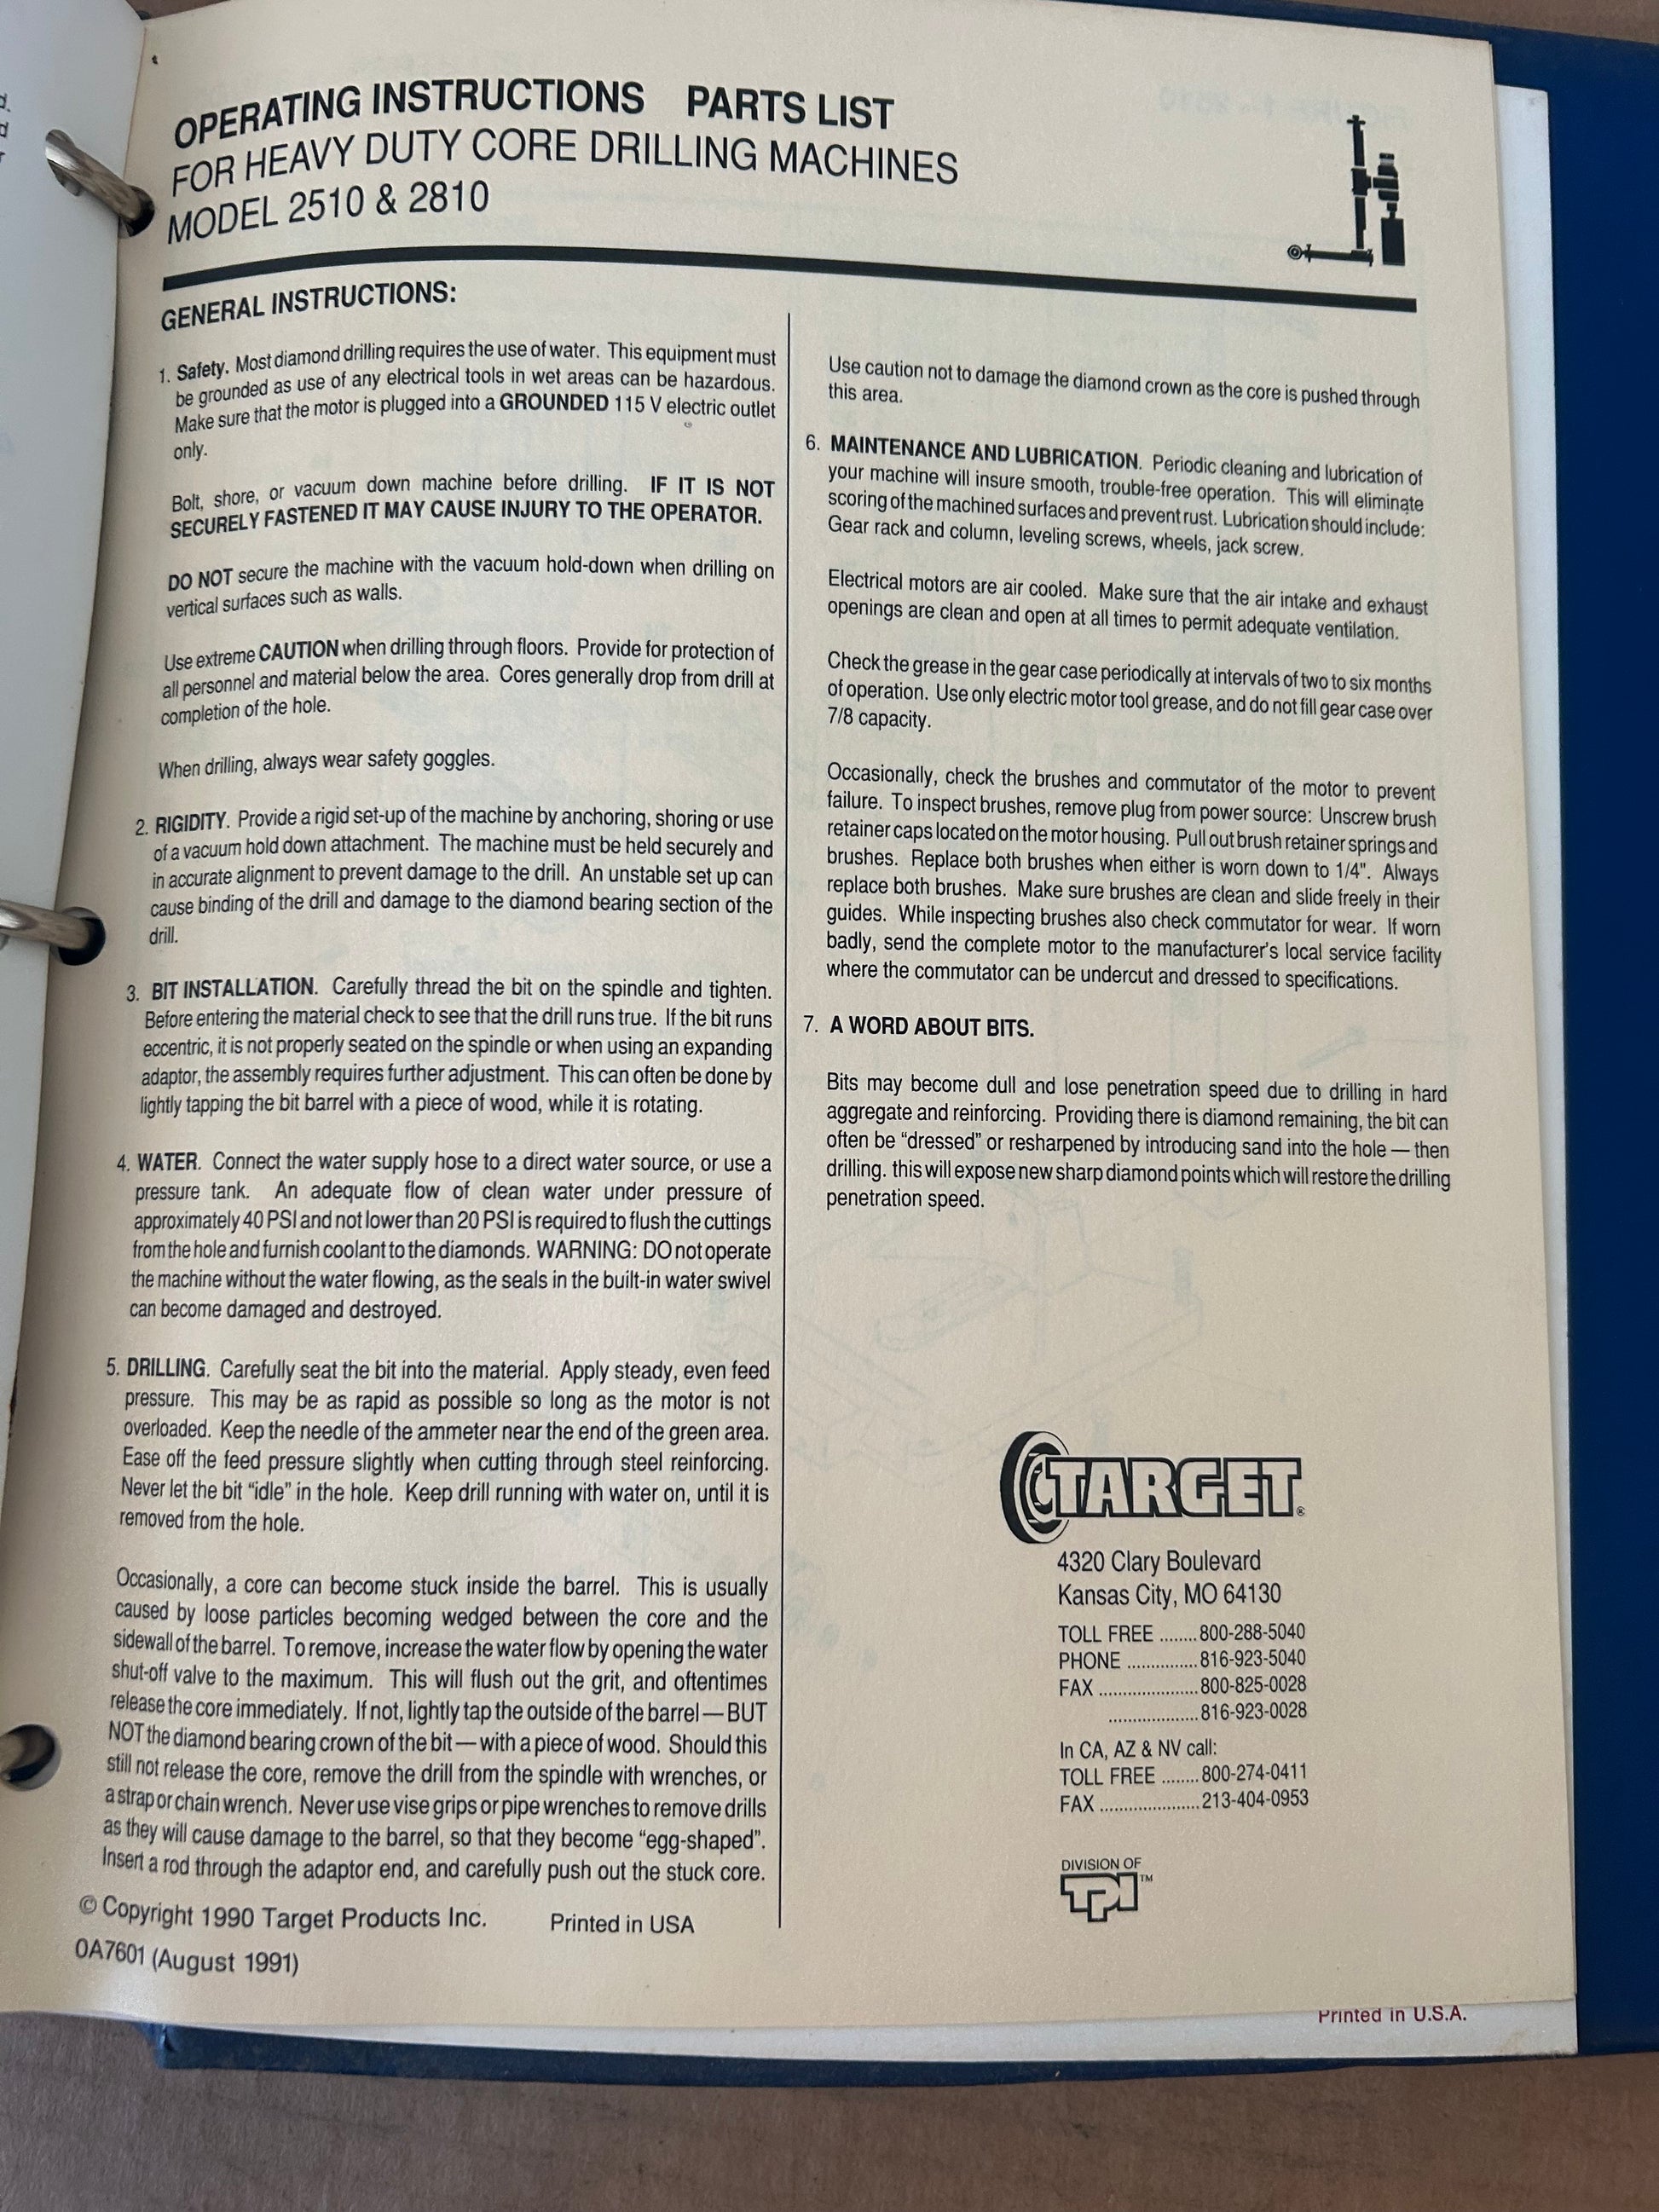 OPERATING INSTRUCTIONS PARTS LIST
FOR HEAVY DUTY CORE DRILLING MACHINES
MODEL 2510 & 2810
GENERAL INSTRUCTIONS:
1. Safety. Most diamond drilling requires the use of water. This equipment must
be grounded as use of any electrical tools in wet areas can be hazardous.
Make sure that the motor is plugged into a GROUNDED 115 V electric outlet
only.
Bolt, shore, or vacuum down machine before drilling. IF IT IS NOT
SECURELY FASTENED IT MAY CAUSE INJURY TO THE OPERATOR.
DO NOT secure the machine with the vacuum hold-down when drilling on
vertical surfaces such as walls.
Use extreme CAUTION when drilling through floors. Provide for protection of
all personnel and material below the area. Cores generally drop from drill at
completion of the hole.
When drilling, always wear safety goggles.
2. RIGIDITY. Provide a rigid set-up of the machine by anchoring, shoring or use
of a vacuum hold down attachment. The machine must be held securely and
in accurate alignment to prevent damage to the drill. An unstable set up can
cause binding of the drill and damage to the diamond bearing section of the
drill.
3. BIT INSTALLATION. Carefully thread the bit on the spindle and tighten.
Before entering the material check to see that the drill runs true. If the bit runs
eccentric, it is not properly seated on the spindle or when using an expanding
adaptor, the assembly requires further adjustment. This can often be done by
lightly tapping the bit barrel with a piece of wood, while it is rotating.
4. WATER. Connect the water supply hose to a direct water source, or use a
pressure tank. An adequate flow of clean water under pressure of
approximately 40 PSI and not lower than 20 PSI is required to flush the cuttings
from the hole and furnish coolant to the diamonds. WARNING: DO not operate
the machine without the water flowing, as the seals in the built-in water swivel
can become damaged and destroyed.
5. DRILLING. Carefully seat the bit into the material. Apply steady, even feed
pressure. This may be as rapid as possible so long as the motor is not
overloaded. Keep the needle of the ammeter near the end of the green area.
Ease off the feed pressure slightly when cutting through steel reinforcing.
Never let the bit “idle” in the hole. Keep drill running with water on, until it is
removed from the hole.
Occasionally, a core can become stuck inside the barrel. This is usually
caused by loose particles becoming wedged between the core and the
sidewall of the barrel. To remove, increase the water flow by opening the water
shut-off valve to the maximum. This will flush out the grit, and oftentimes
release the core immediately. If not, lightly tap the outside of the barrel — BUT
NOT the diamond bearing crown of the bit — with a piece of wood. Should this
still not release the core, remove the drill from the spindle with wrenches, or
a strap or chain wrench. Never use vise grips or pipe wrenches to remove drills
as they will cause damage to the barrel, so that they become “egg-shaped”.
Insert a rod through the adaptor end, and carefully push out the stuck core.
© Copyright 1990 Target Products Inc. Printed in USA
0A7601 (August 1991)
Use caution not to damage the diamond crown as the core is pushed through
this area.
6. MAINTENANCE AND LUBRICATION. Periodic cleaning and lubrication of
your machine will insure smooth, trouble-free operation. This will eliminate
scoring of the machined surfaces and prevent rust. Lubrication should include:
Gear rack and column, leveling screws, wheels, jack screw.
Electrical motors are air cooled. Make sure that the air intake and exhaust
openings are clean and open at all times to permit adequate ventilation.
Check the grease in the gear case periodically at intervals of two to six months
of operation. Use only electric motor tool grease, and do not fill gear case over
7/8 capacity.
Occasionally, check the brushes and commutator of the motor to prevent
failure. To inspect brushes, remove plug from power source: Unscrew brush
retainer caps located on the motor housing. Pull out brush retainer springs and
brushes. Replace both brushes when either is worn down to 1/4". Always
replace both brushes. Make sure brushes are clean and slide freely in their
guides. While inspecting brushes also check commutator for wear. If worn
badly, send the complete motor to the manufacturer's local service facility
where the commutator can be undercut and dressed to specifications.
7. A WORD ABOUT BITS.
Bits may become dull and lose penetration speed due to drilling in hard
aggregate and reinforcing. Providing there is diamond remaining, the bit can
often be “dressed” or resharpened by introducing sand into the hole — then
drilling. this will expose new sharp diamond points which will restore the drilling
penetration speed.
TARGET®
4320 Clary Boulevard
Kansas City, MO 64130
TOLL FREE ........800-288-5040
PHONE ...............816-923-5040
FAX .....................800-825-0028
...................816-923-0028
In CA, AZ & NV call:
TOLL FREE ........800-274-0411
FAX .....................213-404-0953
DIVISION OF
TPI™
Printed in U.S.A.